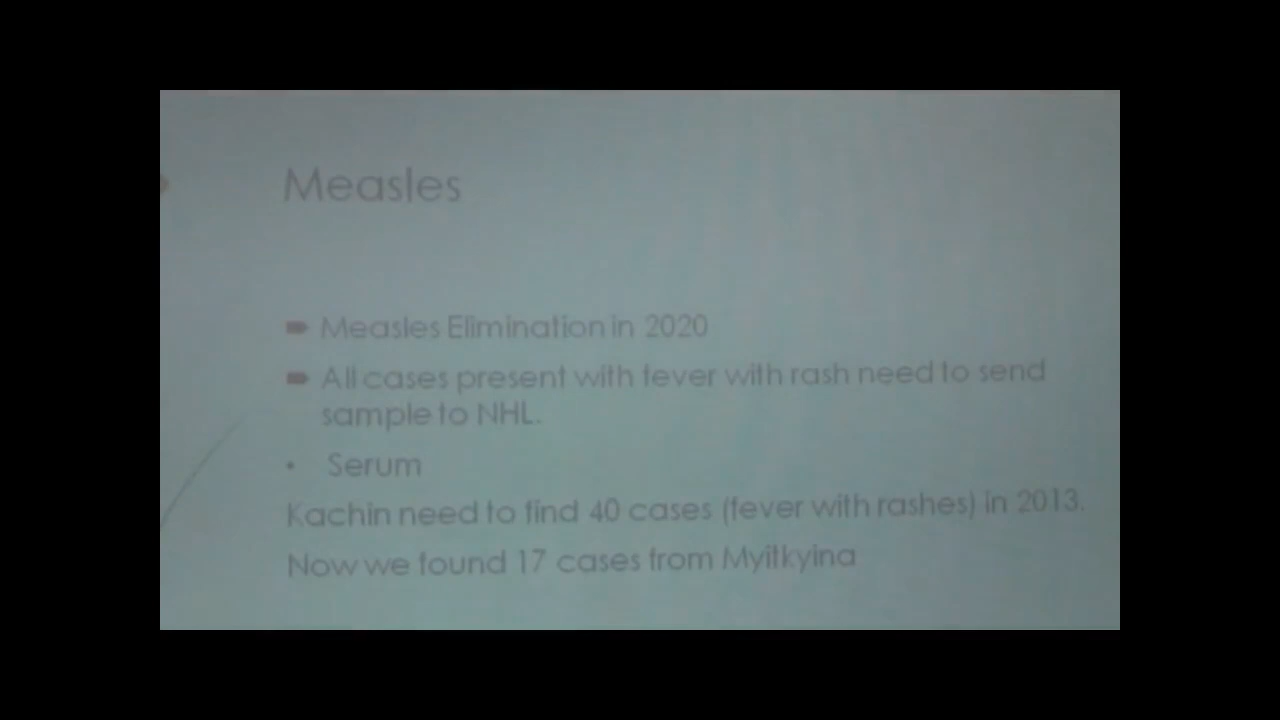 Measles
Measles Elimination in 2020
All cases present with fever with rash need to send
sample to NHL.
• Serum
Kachin need to find 40 cases (fever with rashes) in 2013.
Now we found 17 cases from Myitkyina